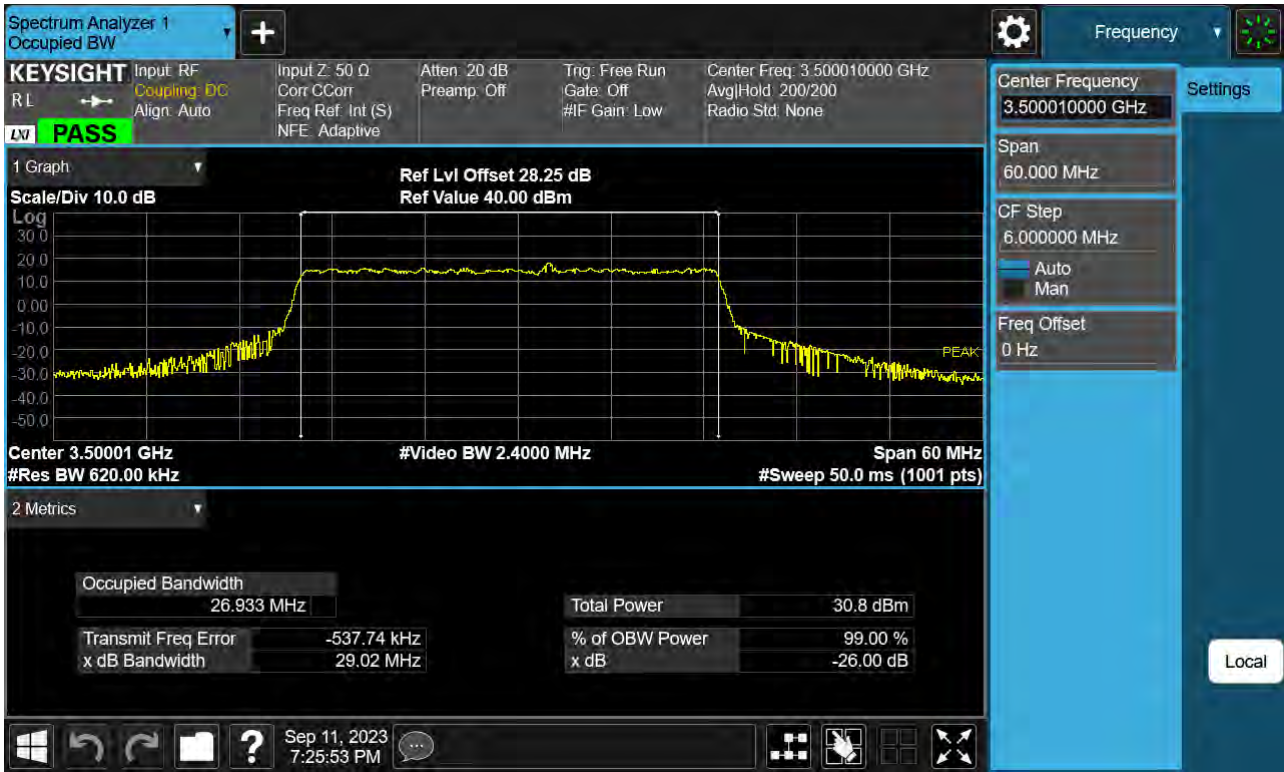 Spectrum Analyzer 1
Occupied BW
+
Frequency
KEYSIGHT
RL
LXI
PASS
Input: RF
Coupling: DC
Align: Auto
Input Z: 50 Ω
Corr CCorr
Freq Ref: Int (S)
NFE: Adaptive
Atten: 20 dB
Preamp: Off
Trig: Free Run
Gate: Off
#IF Gain: Low
Center Freq: 3.500010000 GHz
Avg|Hold: 200/200
Radio Std: None
Center Frequency
3.500010000 GHz
Settings
Span
60.000 MHz
CF Step
6.000000 MHz
Auto
Man
Freq Offset
0 Hz
Local
1 Graph
Scale/Div 10.0 dB
Ref Lvl Offset 28.25 dB
Ref Value 40.00 dBm
Log
30.0
20.0
10.0
0.00
-10.0
-20.0
-30.0
-40.0
-50.0
PEAK
Center 3.50001 GHz
#Video BW 2.4000 MHz
Span 60 MHz
#Res BW 620.00 kHz
#Sweep 50.0 ms (1001 pts)
2 Metrics
Occupied Bandwidth
26.933 MHz
Total Power 30.8 dBm
Transmit Freq Error -537.74 kHz
% of OBW Power 99.00 %
x dB Bandwidth 29.02 MHz
x dB -26.00 dB
?
Sep 11, 2023
7:25:53 PM